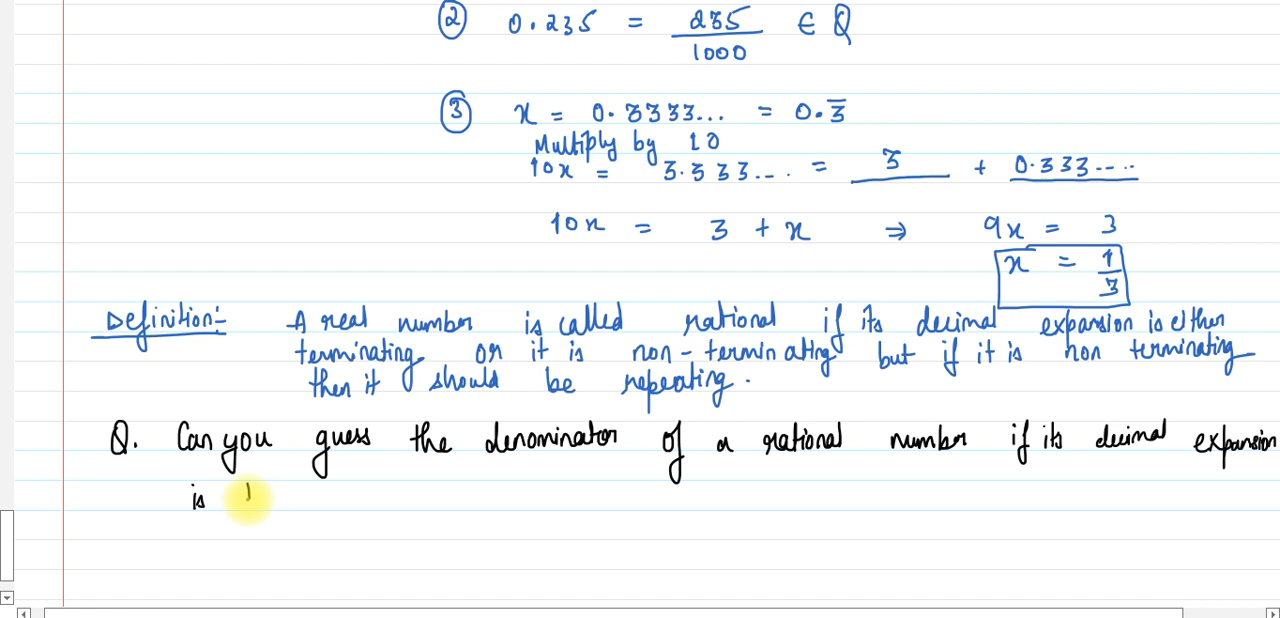 ② 0.235 = 235/1000 ∈ Q
③ x = 0.3333... = 0.3̅
Multiply by 10
10x = 3.333.... = 3 + 0.333....
10x = 3 + x ⇒ 9x = 3
x = 1/3
Definition:- A real number is called rational if its decimal expansion is either
terminating or it is non-terminating but if it is non terminating
then it should be repeating.
Q. Can you guess the denominator of a rational number if its decimal expansion
is